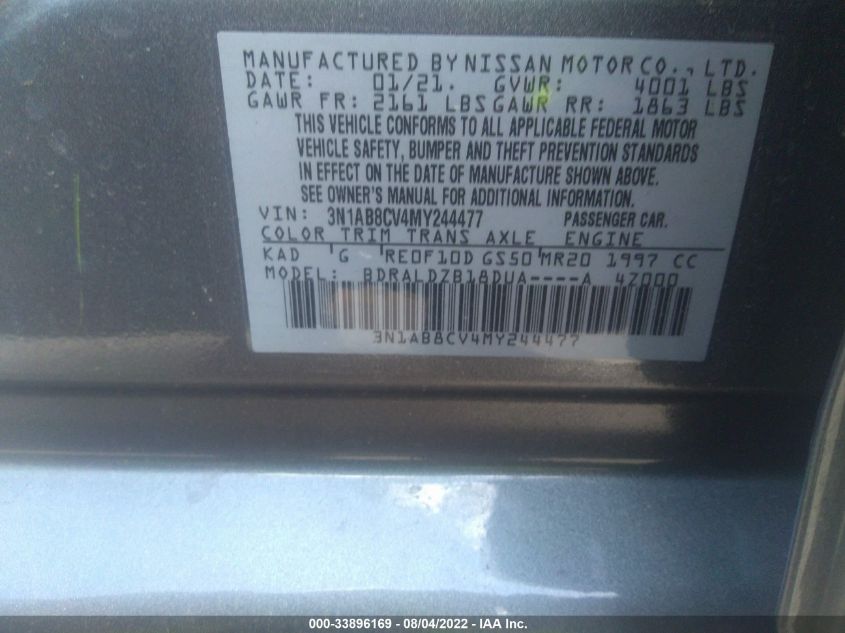 MANUFACTURED BY NISSAN MOTOR CO., LTD.
DATE: 01/21. GVWR: 4001 LBS
GAWR FR: 2161 LBS GAWR RR: 1863 LBS
THIS VEHICLE CONFORMS TO ALL APPLICABLE FEDERAL MOTOR
VEHICLE SAFETY, BUMPER AND THEFT PREVENTION STANDARDS
IN EFFECT ON THE DATE OF MANUFACTURE SHOWN ABOVE.
SEE OWNER'S MANUAL FOR ADDITIONAL INFORMATION.
VIN: 3N1AB8CV4MY244477 PASSENGER CAR.
COLOR TRIM TRANS AXLE ENGINE
KAD G RE0F10D GS50 MR20 1997 CC
MODEL: BDRALDZB18DUA----A 4Z000
3N1AB8CV4MY244477
000-33896169 - 08/04/2022 - IAA Inc.